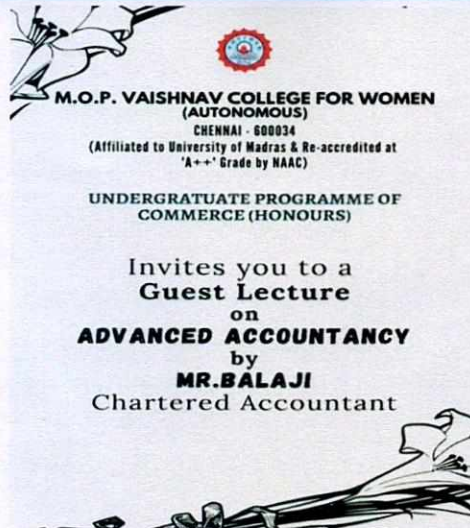 M.O.P. VAISHNAV COLLEGE FOR WOMEN
(AUTONOMOUS)
CHENNAI - 600034
(Affiliated to University of Madras & Re-accredited at
'A++' Grade by NAAC)
UNDERGRATUATE PROGRAMME OF
COMMERCE (HONOURS)
Invites you to a
Guest Lecture
on
ADVANCED ACCOUNTANCY
by
MR.BALAJI
Chartered Accountant